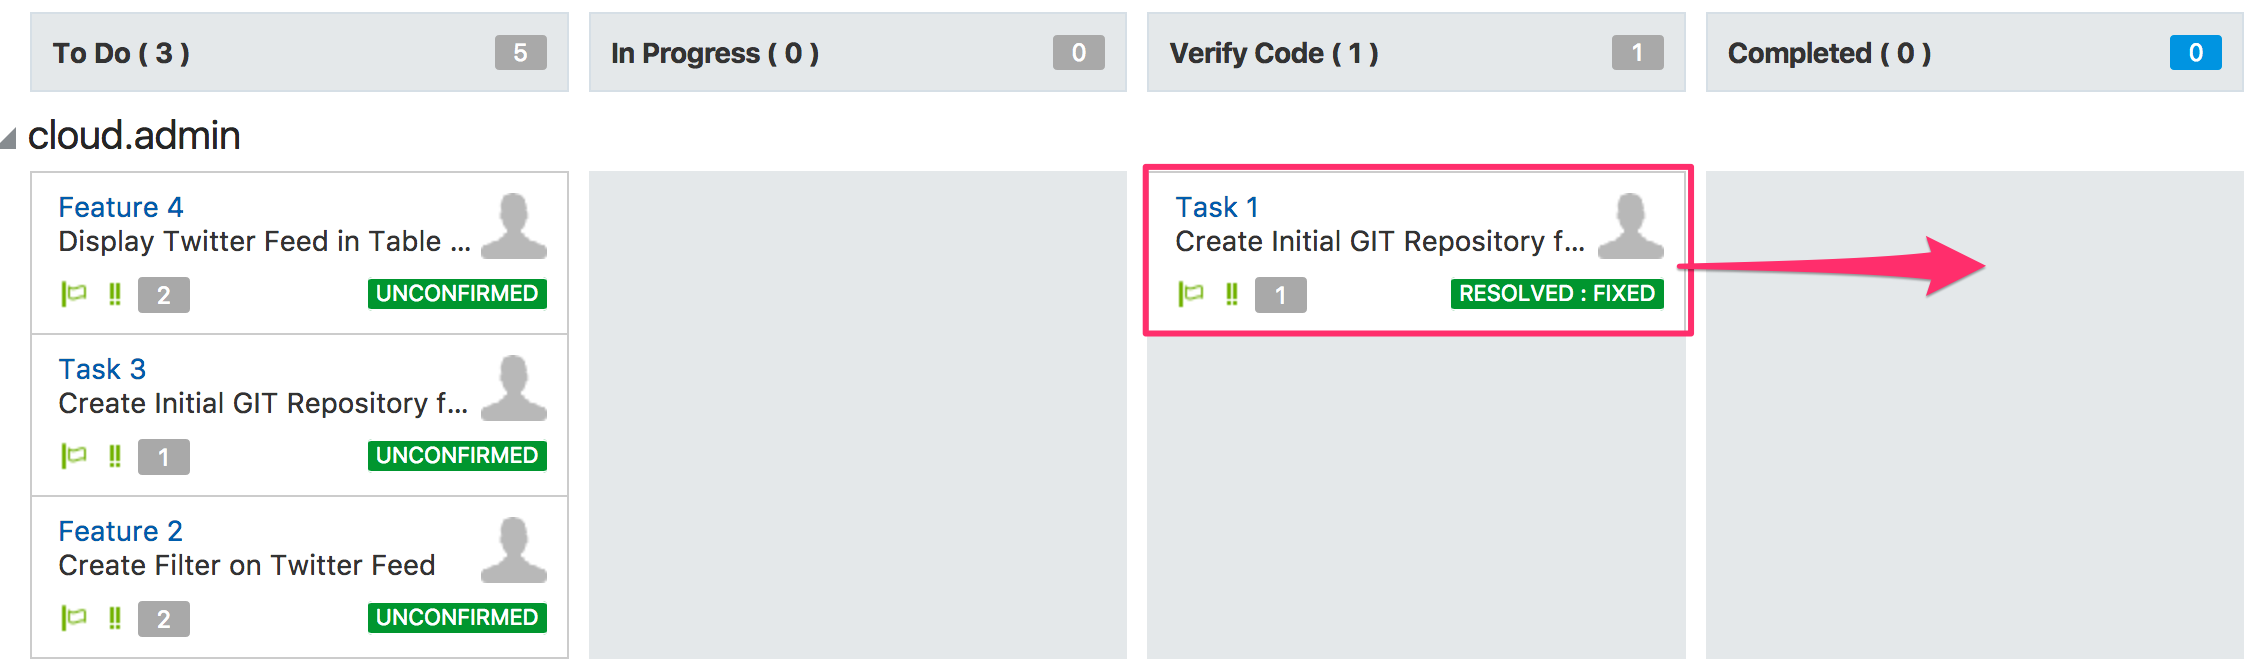 To Do ( 3 ) 5
In Progress ( 0 ) 0
Verify Code ( 1 ) 1
Completed ( 0 ) 0
cloud.admin
Feature 4
Display Twitter Feed in Table ...
2 UNCONFIRMED
Task 3
Create Initial GIT Repository f...
1 UNCONFIRMED
Feature 2
Create Filter on Twitter Feed
2 UNCONFIRMED
Task 1
Create Initial GIT Repository f...
1 RESOLVED : FIXED